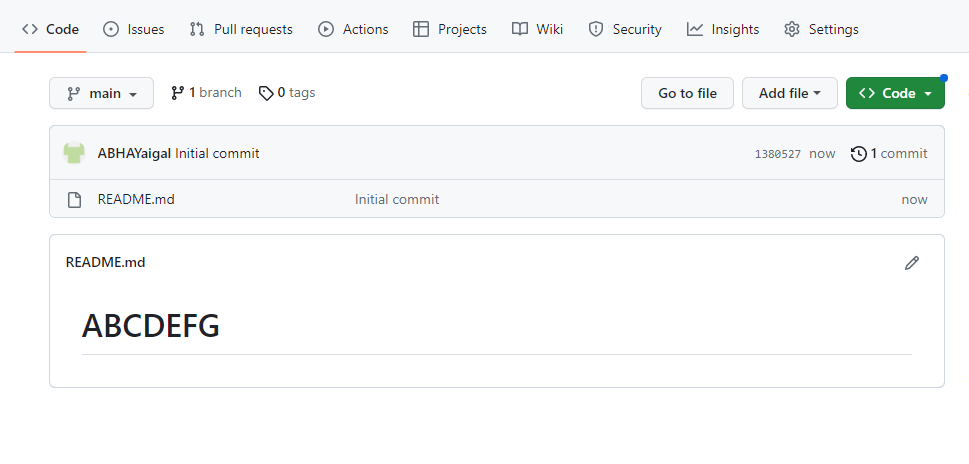 Code Issues Pull requests Actions Projects Wiki Security Insights Settings
main 1 branch 0 tags Go to file Add file Code
ABHAYaigal Initial commit 1380527 now 1 commit
README.md Initial commit now
README.md
ABCDEFG